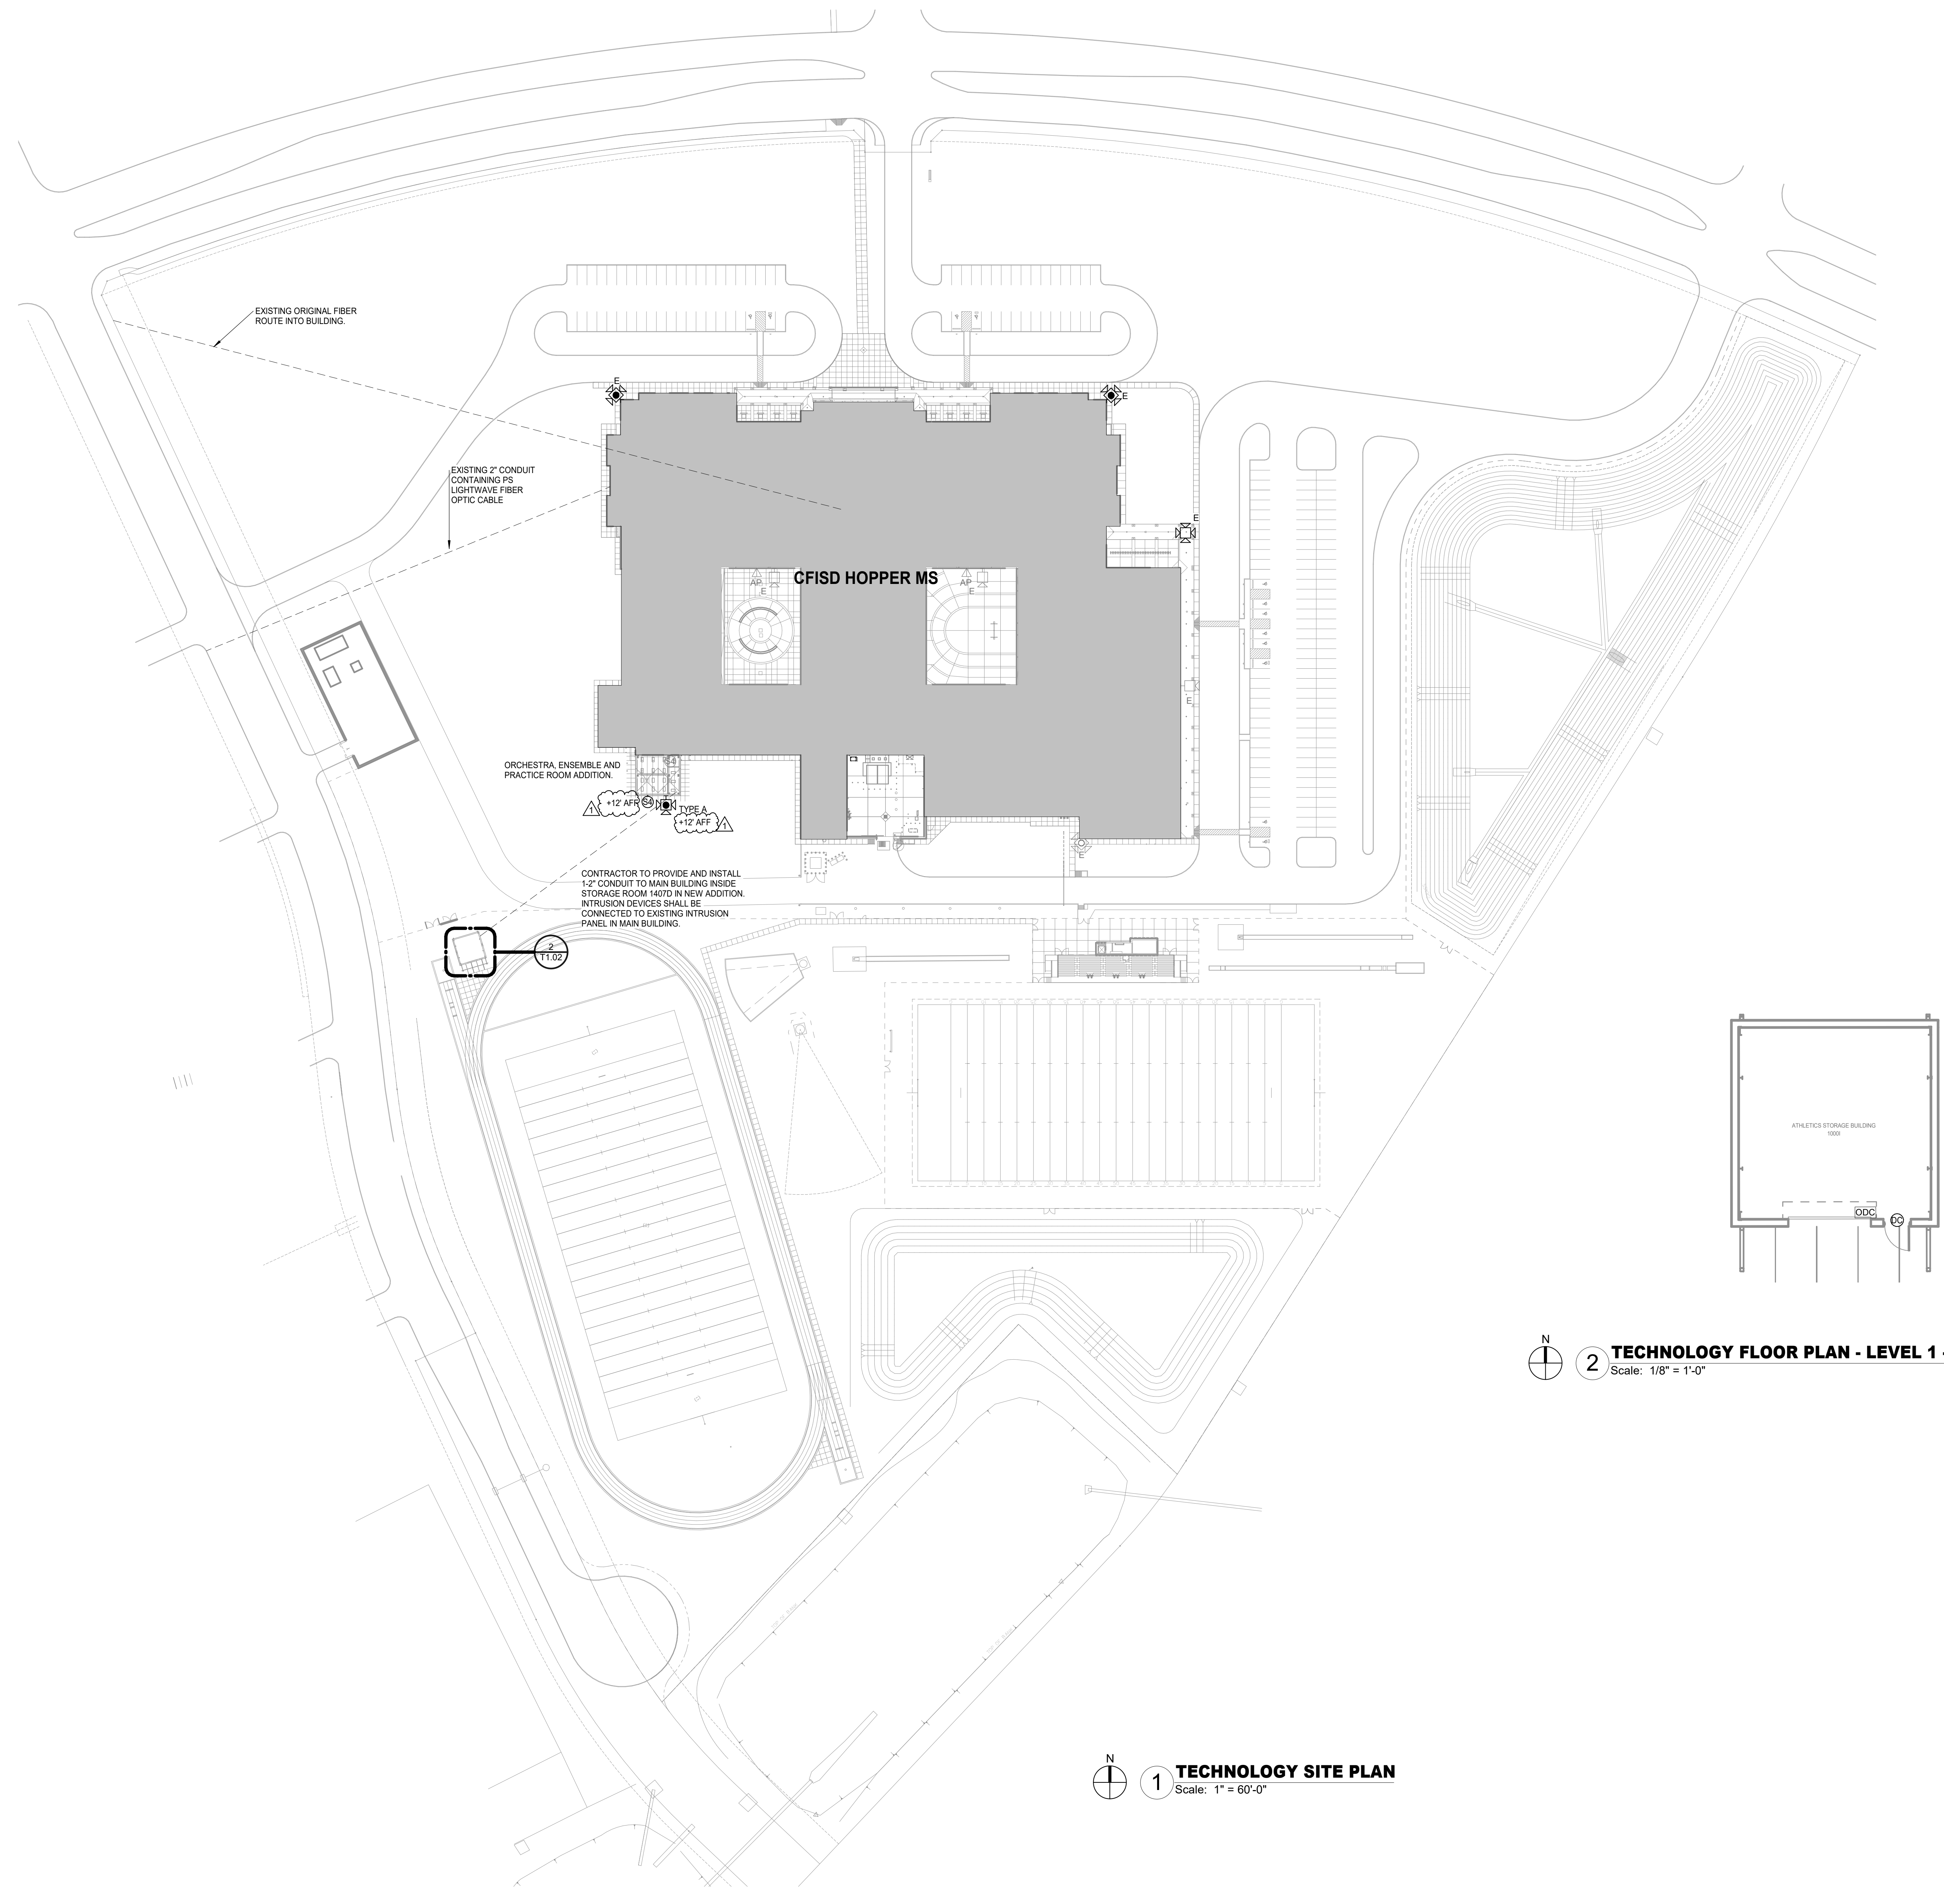 EXISTING ORIGINAL FIBER
ROUTE INTO BUILDING.
E
E
EXISTING 2" CONDUIT
CONTAINING PS
LIGHTWAVE FIBER
OPTIC CABLE
E
CFISD HOPPER MS
AP
E
AP
E
E
ORCHESTRA, ENSEMBLE AND
PRACTICE ROOM ADDITION.
S4
1
+12' AFF
S4
TYPE A
+12' AFF
1
E
CONTRACTOR TO PROVIDE AND INSTALL
1-2" CONDUIT TO MAIN BUILDING INSIDE
STORAGE ROOM 1407D IN NEW ADDITION.
INTRUSION DEVICES SHALL BE
CONNECTED TO EXISTING INTRUSION
PANEL IN MAIN BUILDING.
2
T1.02
ATHLETICS STORAGE BUILDING
1000I
ODC
DC
N
2
TECHNOLOGY FLOOR PLAN - LEVEL 1 -
Scale: 1/8" = 1'-0"
N
1
TECHNOLOGY SITE PLAN
Scale: 1" = 60'-0"